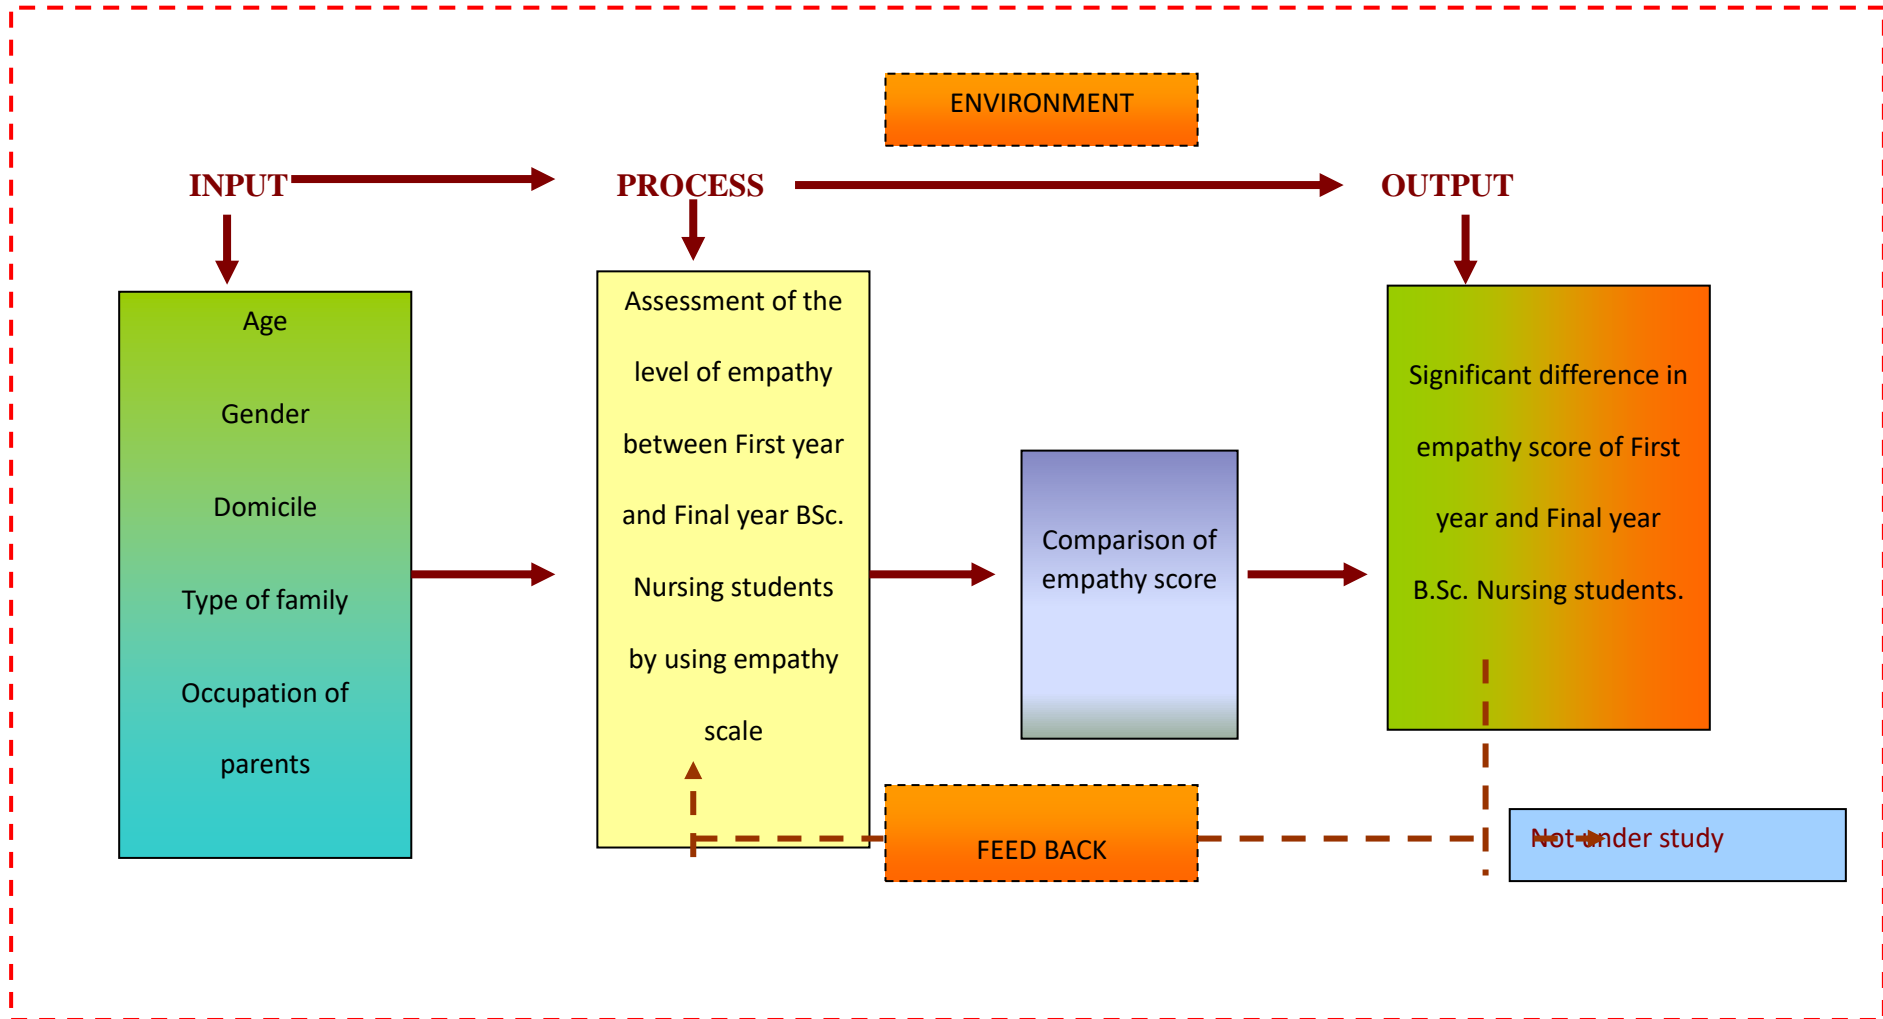 ENVIRONMENT
INPUT
PROCESS
OUTPUT
Age
Gender
Domicile
Type of family
Occupation of
parents
Assessment of the
level of empathy
between First year
and Final year BSc.
Nursing students
by using empathy
scale
Comparison of
empathy score
Significant difference in
empathy score of First
year and Final year
B.Sc. Nursing students.
FEED BACK
Not under study